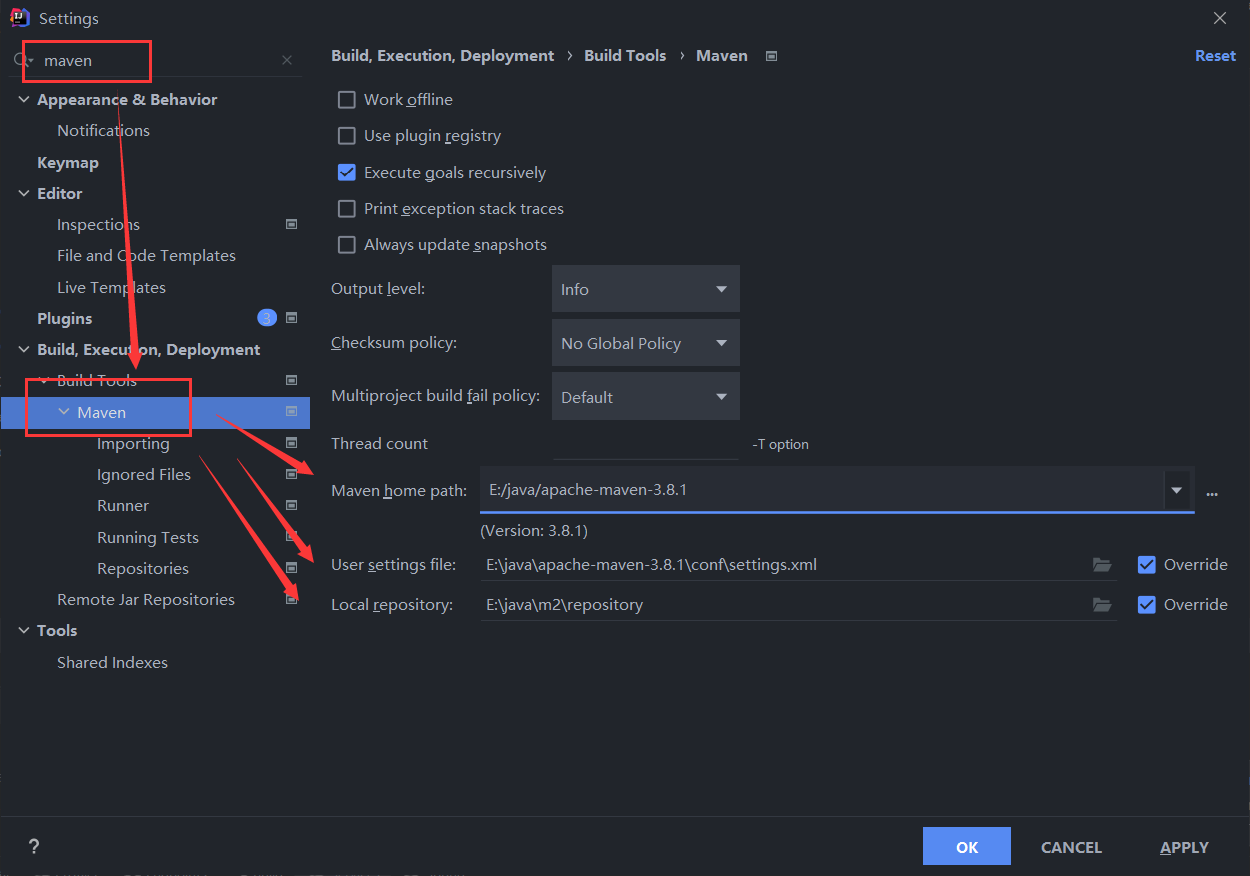 Settings
maven
Appearance & Behavior
Notifications
Keymap
Editor
Inspections
File and Code Templates
Live Templates
Plugins
3
Build, Execution, Deployment
Build Tools
Maven
Importing
Ignored Files
Runner
Running Tests
Repositories
Remote Jar Repositories
Tools
Shared Indexes
Build, Execution, Deployment › Build Tools › Maven
Reset
Work offline
Use plugin registry
Execute goals recursively
Print exception stack traces
Always update snapshots
Output level: Info
Checksum policy: No Global Policy
Multiproject build fail policy: Default
Thread count -T option
Maven home path: E:/java/apache-maven-3.8.1 ...
(Version: 3.8.1)
User settings file: E:\java\apache-maven-3.8.1\conf\settings.xml Override
Local repository: E:\java\m2\repository Override
? OK CANCEL APPLY